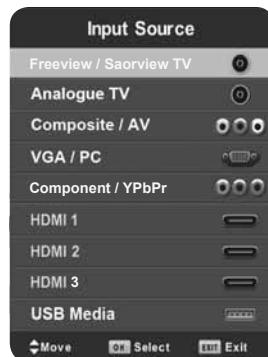 Input Source
Freeview / Saorview TV
Analogue TV
Composite / AV
VGA / PC
Component / YPbPr
HDMI 1
HDMI 2
HDMI 3
USB Media
Move OK Select EXIT Exit